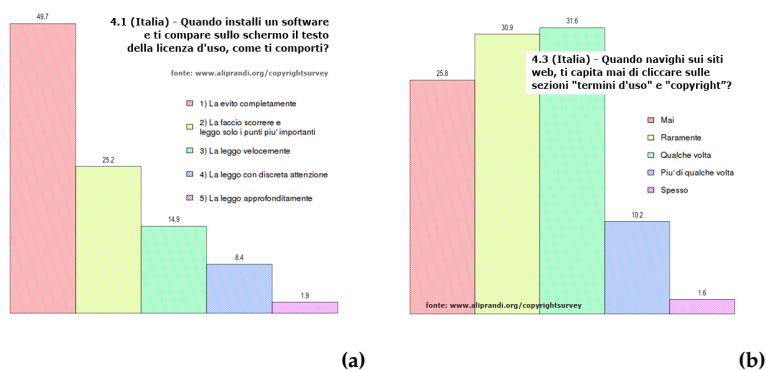 49.7
4.1 (Italia) - Quando installi un software
e ti compare sullo schermo il testo
della licenza d'uso, come ti comporti?
fonte: www.aliprandi.org/copyrightsurvey
1) La evito completamente
2) La faccio scorrere e
leggo solo i punti piu' importanti
3) La leggo velocemente
4) La leggo con discreta attenzione
5) La leggo approfonditamente
25.2
14.9
8.4
1.9
(a)
31.6
30.9
25.8
4.3 (Italia) - Quando navighi sui siti
web, ti capita mai di cliccare sulle
sezioni "termini d'uso" e "copyright”?
Mai
Raramente
Qualche volta
Piu' di qualche volta
Spesso
10.2
1.6
fonte: www.aliprandi.org/copyrightsurvey
(b)